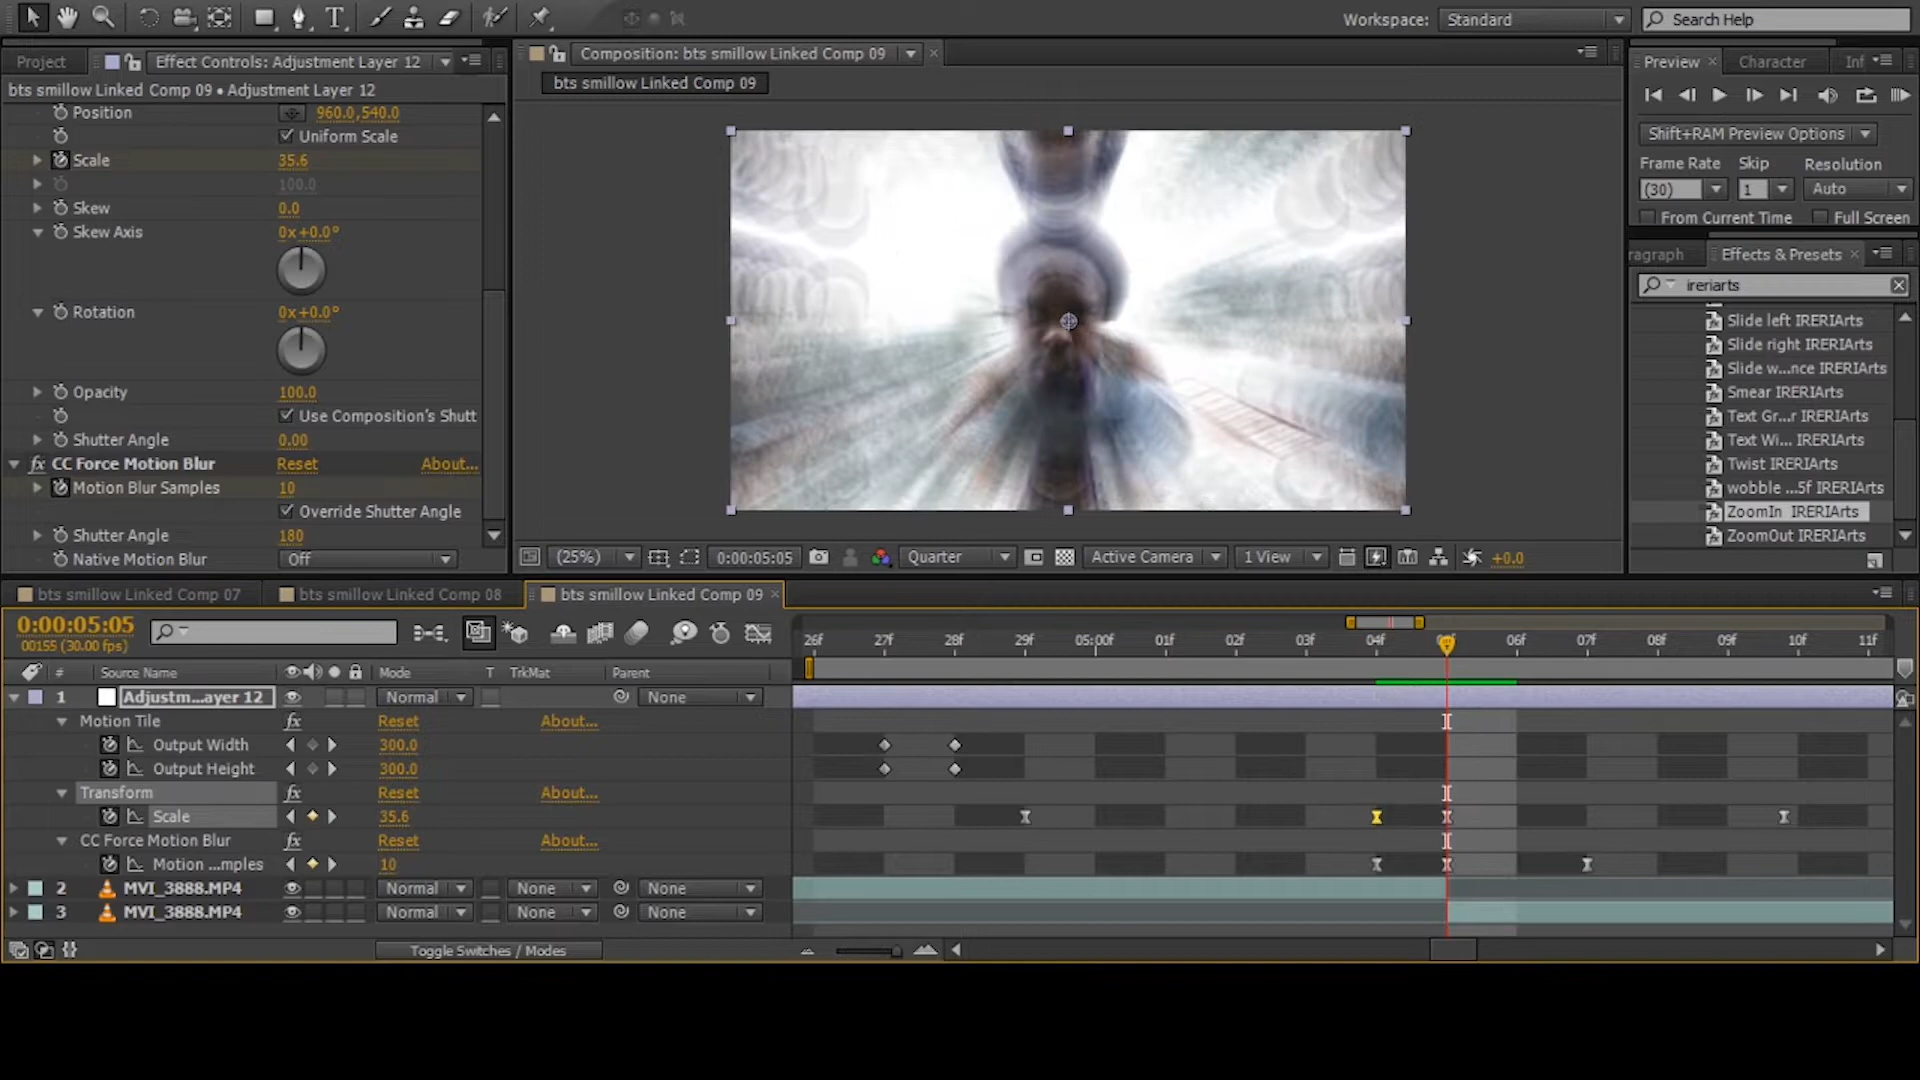 Workspace: Standard Search Help
Project Effect Controls: Adjustment Layer 12
bts smillow Linked Comp 09 • Adjustment Layer 12
Position 960.0,540.0
Uniform Scale
Scale 35.6
100.0
Skew 0.0
Skew Axis 0x+0.0°
Rotation 0x+0.0°
Opacity 100.0
Use Composition's Shutt
Shutter Angle 0.00
fx CC Force Motion Blur Reset About...
Motion Blur Samples 10
Override Shutter Angle
Shutter Angle 180
Native Motion Blur Off
Composition: bts smillow Linked Comp 09
bts smillow Linked Comp 09
(25%) 0:00:05:05 Quarter Active Camera 1 View +0.0
Preview Character Inf
Shift+RAM Preview Options
Frame Rate Skip Resolution
(30) 1 Auto
From Current Time Full Screen
ragraph Effects & Presets
ireriarts
Slide left IRERIArts
Slide right IRERIArts
Slide w...nce IRERIArts
Smear IRERIArts
Text Gr...r IRERIArts
Text Wi... IRERIArts
Twist IRERIArts
wobble ...5f IRERIArts
ZoomIn IRERIArts
ZoomOut IRERIArts
bts smillow Linked Comp 07 bts smillow Linked Comp 08 bts smillow Linked Comp 09
0:00:05:05
00155 (30.00 fps)
26f 27f 28f 29f 05:00f 01f 02f 03f 04f 06f 07f 08f 09f 10f 11f
# Source Name Mode T TrkMat Parent
1 Adjustm...ayer 12 Normal None
Motion Tile fx Reset About...
Output Width 300.0
Output Height 300.0
Transform fx Reset About...
Scale 35.6
CC Force Motion Blur fx Reset About...
Motion ...mples 10
2 MVI_3888.MP4 Normal None None
3 MVI_3888.MP4 Normal None None
Toggle Switches / Modes